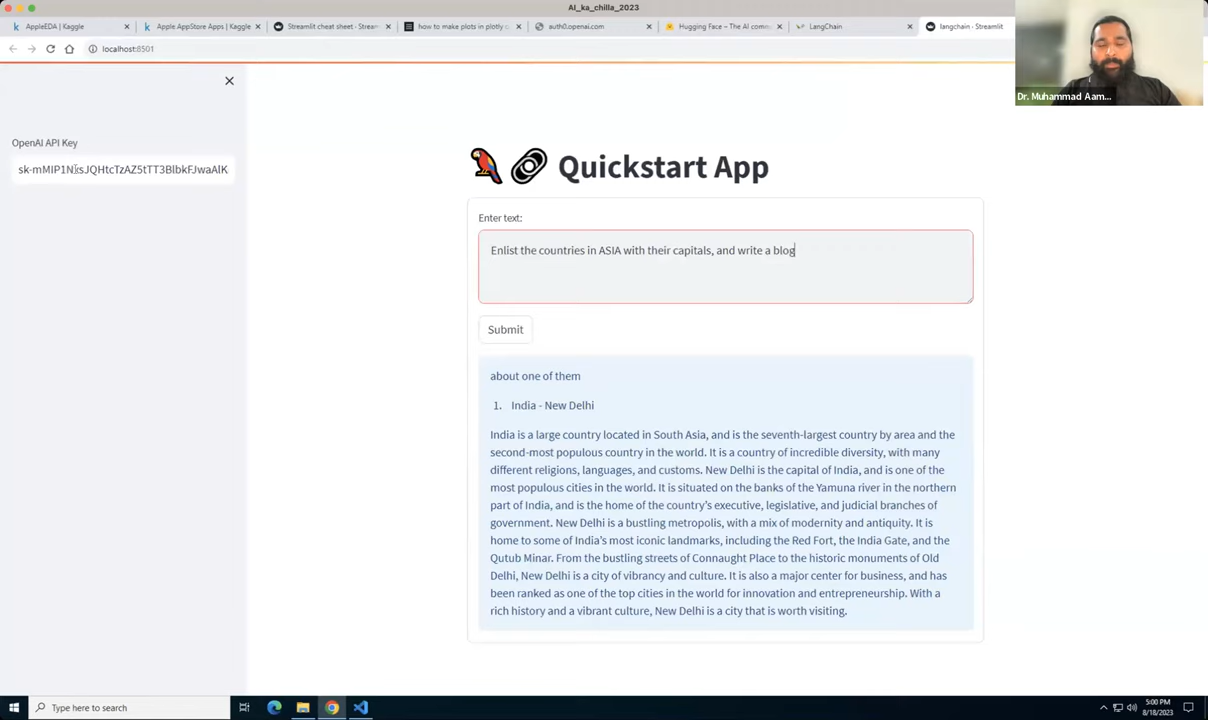 AI_ka_chilla_2023
AppleEDA | Kaggle
Apple AppStore Apps | Kaggle
Streamlit cheat sheet - Stream
how to make plots in plotly
auth0.openai.com
Hugging Face – The AI comm
LangChain
langchain · Streamlit
localhost:8501
Dr. Muhammad Aam...
OpenAI API Key
Quickstart App
Enter text:
Enlist the countries in ASIA with their capitals, and write a blog
Submit
about one of them
1. India - New Delhi
India is a large country located in South Asia, and is the seventh-largest country by area and the
second-most populous country in the world. It is a country of incredible diversity, with many
different religions, languages, and customs. New Delhi is the capital of India, and is one of the
most populous cities in the world. It is situated on the banks of the Yamuna river in the northern
part of India, and is the home of the country's executive, legislative, and judicial branches of
government. New Delhi is a bustling metropolis, with a mix of modernity and antiquity. It is
home to some of India's most iconic landmarks, including the Red Fort, the India Gate, and the
Qutub Minar. From the bustling streets of Connaught Place to the historic monuments of Old
Delhi, New Delhi is a city of vibrancy and culture. It is also a major center for business, and has
been ranked as one of the top cities in the world for innovation and entrepreneurship. With a
rich history and a vibrant culture, New Delhi is a city that is worth visiting.
Type here to search
5:00 PM
8/18/2023